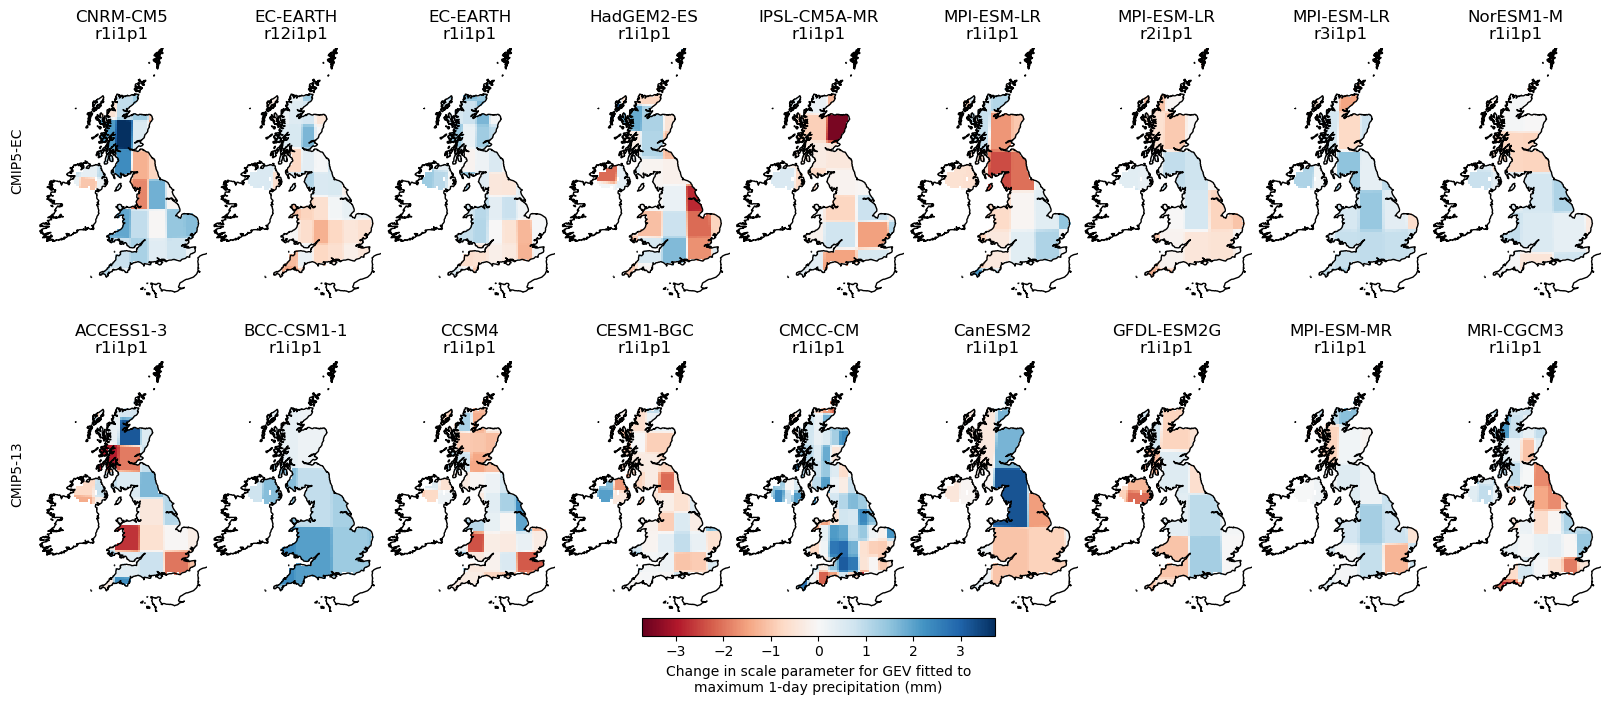 CNRM-CM5
r1i1p1
EC-EARTH
r12i1p1
EC-EARTH
r1i1p1
HadGEM2-ES
r1i1p1
IPSL-CM5A-MR
r1i1p1
MPI-ESM-LR
r1i1p1
MPI-ESM-LR
r2i1p1
MPI-ESM-LR
r3i1p1
NorESM1-M
r1i1p1
CMIP5-EC
ACCESS1-3
r1i1p1
BCC-CSM1-1
r1i1p1
CCSM4
r1i1p1
CESM1-BGC
r1i1p1
CMCC-CM
r1i1p1
CanESM2
r1i1p1
GFDL-ESM2G
r1i1p1
MPI-ESM-MR
r1i1p1
MRI-CGCM3
r1i1p1
CMIP5-13
−3 −2 −1 0 1 2 3
Change in scale parameter for GEV fitted to
maximum 1-day precipitation (mm)